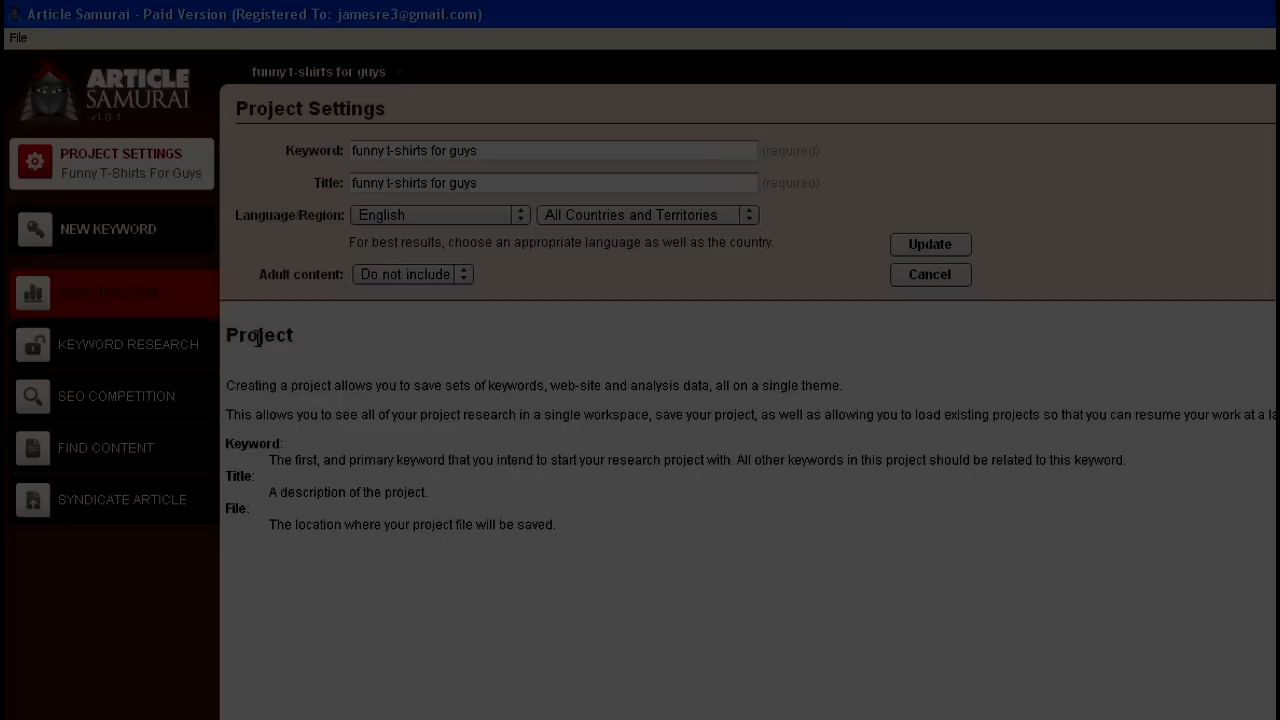 Article Samurai - Paid Version (Registered To: jamesre3@gmail.com)
File
ARTICLE
SAMURAI
v1.0.1
funny t-shirts for guys
PROJECT SETTINGS
Funny T-Shirts For Guys
NEW KEYWORD
KEYWORD RESEARCH
SEO COMPETITION
FIND CONTENT
SYNDICATE ARTICLE
Project Settings
Keyword: funny t-shirts for guys (required)
Title: funny t-shirts for guys (required)
Language/Region: English All Countries and Territories
For best results, choose an appropriate language as well as the country.
Update
Adult content: Do not include
Cancel
Project
Creating a project allows you to save sets of keywords, web-site and analysis data, all on a single theme.
This allows you to see all of your project research in a single workspace, save your project, as well as allowing you to load existing projects so that you can resume your work at a
Keyword:
The first, and primary keyword that you intend to start your research project with. All other keywords in this project should be related to this keyword.
Title:
A description of the project.
File:
The location where your project file will be saved.